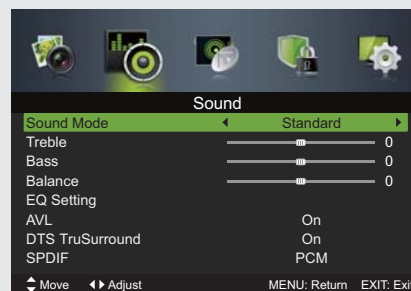 Sound
Sound Mode Standard
Treble 0
Bass 0
Balance 0
EQ Setting
AVL On
DTS TruSurround On
SPDIF PCM
Move Adjust MENU: Return EXIT: Exit